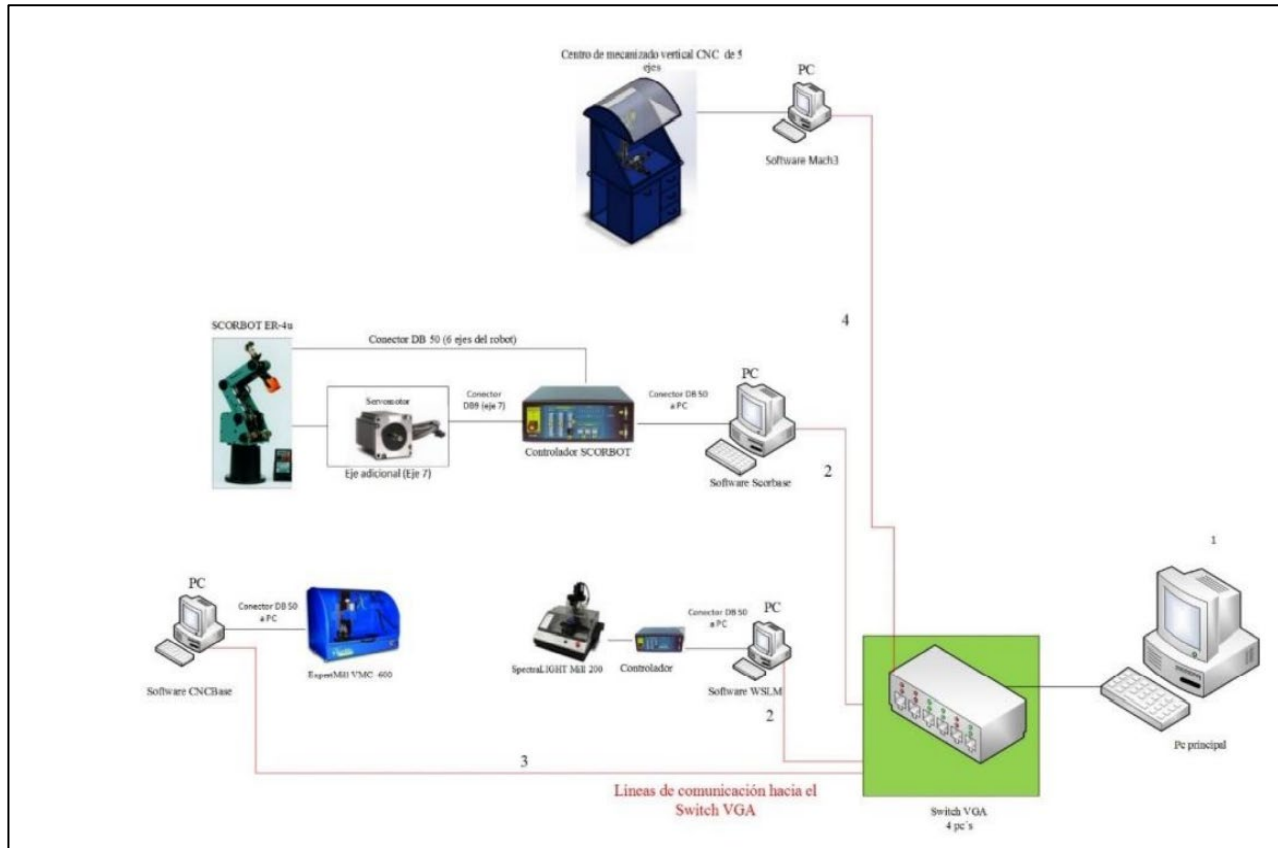 Centro de mecanizado vertical CNC de 5
ejes
PC
Software Mach3
4
SCORBOT ER-4u
Conector DB 50 (6 ejes del robot)
Servomotor
Conector
DB9 (eje 7)
Eje adicional (Eje 7)
Controlador SCORBOT
Conector DB 50
a PC
PC
Software Scorbase
2
1
PC
Conector DB 50
a PC
Software CNCBase
ExpertMill VMC-600
SpectraLIGHT Mill 200
Controlador
Conector DB 50
a PC
PC
Software WSLM
2
3
Líneas de comunicación hacia el
Switch VGA
Switch VGA
4 pc´s
Pc principal